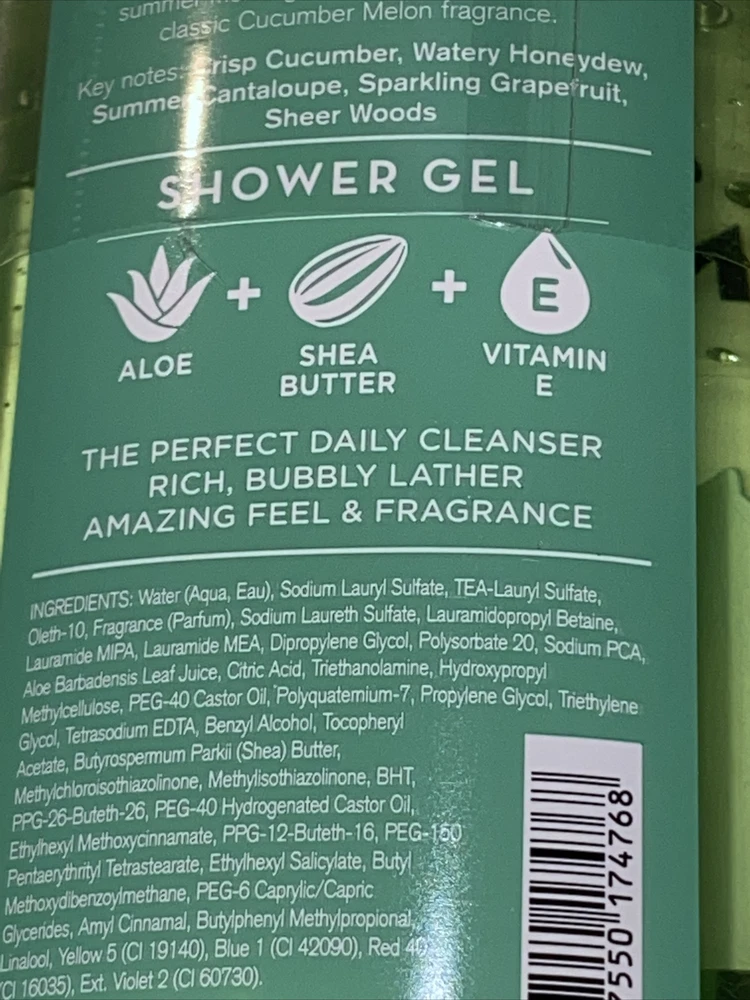 summer
classic Cucumber Melon fragrance.
Key notes: Crisp Cucumber, Watery Honeydew,
Summer Cantaloupe, Sparkling Grapefruit,
Sheer Woods
SHOWER GEL
ALOE + SHEA BUTTER + VITAMIN E
E
THE PERFECT DAILY CLEANSER
RICH, BUBBLY LATHER
AMAZING FEEL & FRAGRANCE
INGREDIENTS: Water (Aqua, Eau), Sodium Lauryl Sulfate, TEA-Lauryl Sulfate,
Oleth-10, Fragrance (Parfum), Sodium Laureth Sulfate, Lauramidopropyl Betaine,
Lauramide MIPA, Lauramide MEA, Dipropylene Glycol, Polysorbate 20, Sodium PCA,
Aloe Barbadensis Leaf Juice, Citric Acid, Triethanolamine, Hydroxypropyl
Methylcellulose, PEG-40 Castor Oil, Polyquaternium-7, Propylene Glycol, Triethylene
Glycol, Tetrasodium EDTA, Benzyl Alcohol, Tocopheryl
Acetate, Butyrospermum Parkii (Shea) Butter,
Methylchloroisothiazolinone, Methylisothiazolinone, BHT,
PPG-26-Buteth-26, PEG-40 Hydrogenated Castor Oil,
Ethylhexyl Methoxycinnamate, PPG-12-Buteth-16, PEG-150
Pentaerythrityl Tetrastearate, Ethylhexyl Salicylate, Butyl
Methoxydibenzoylmethane, PEG-6 Caprylic/Capric
Glycerides, Amyl Cinnamal, Butylphenyl Methylpropional,
Linalool, Yellow 5 (CI 19140), Blue 1 (CI 42090), Red 40
(CI 16035), Ext. Violet 2 (CI 60730).
7550 174768